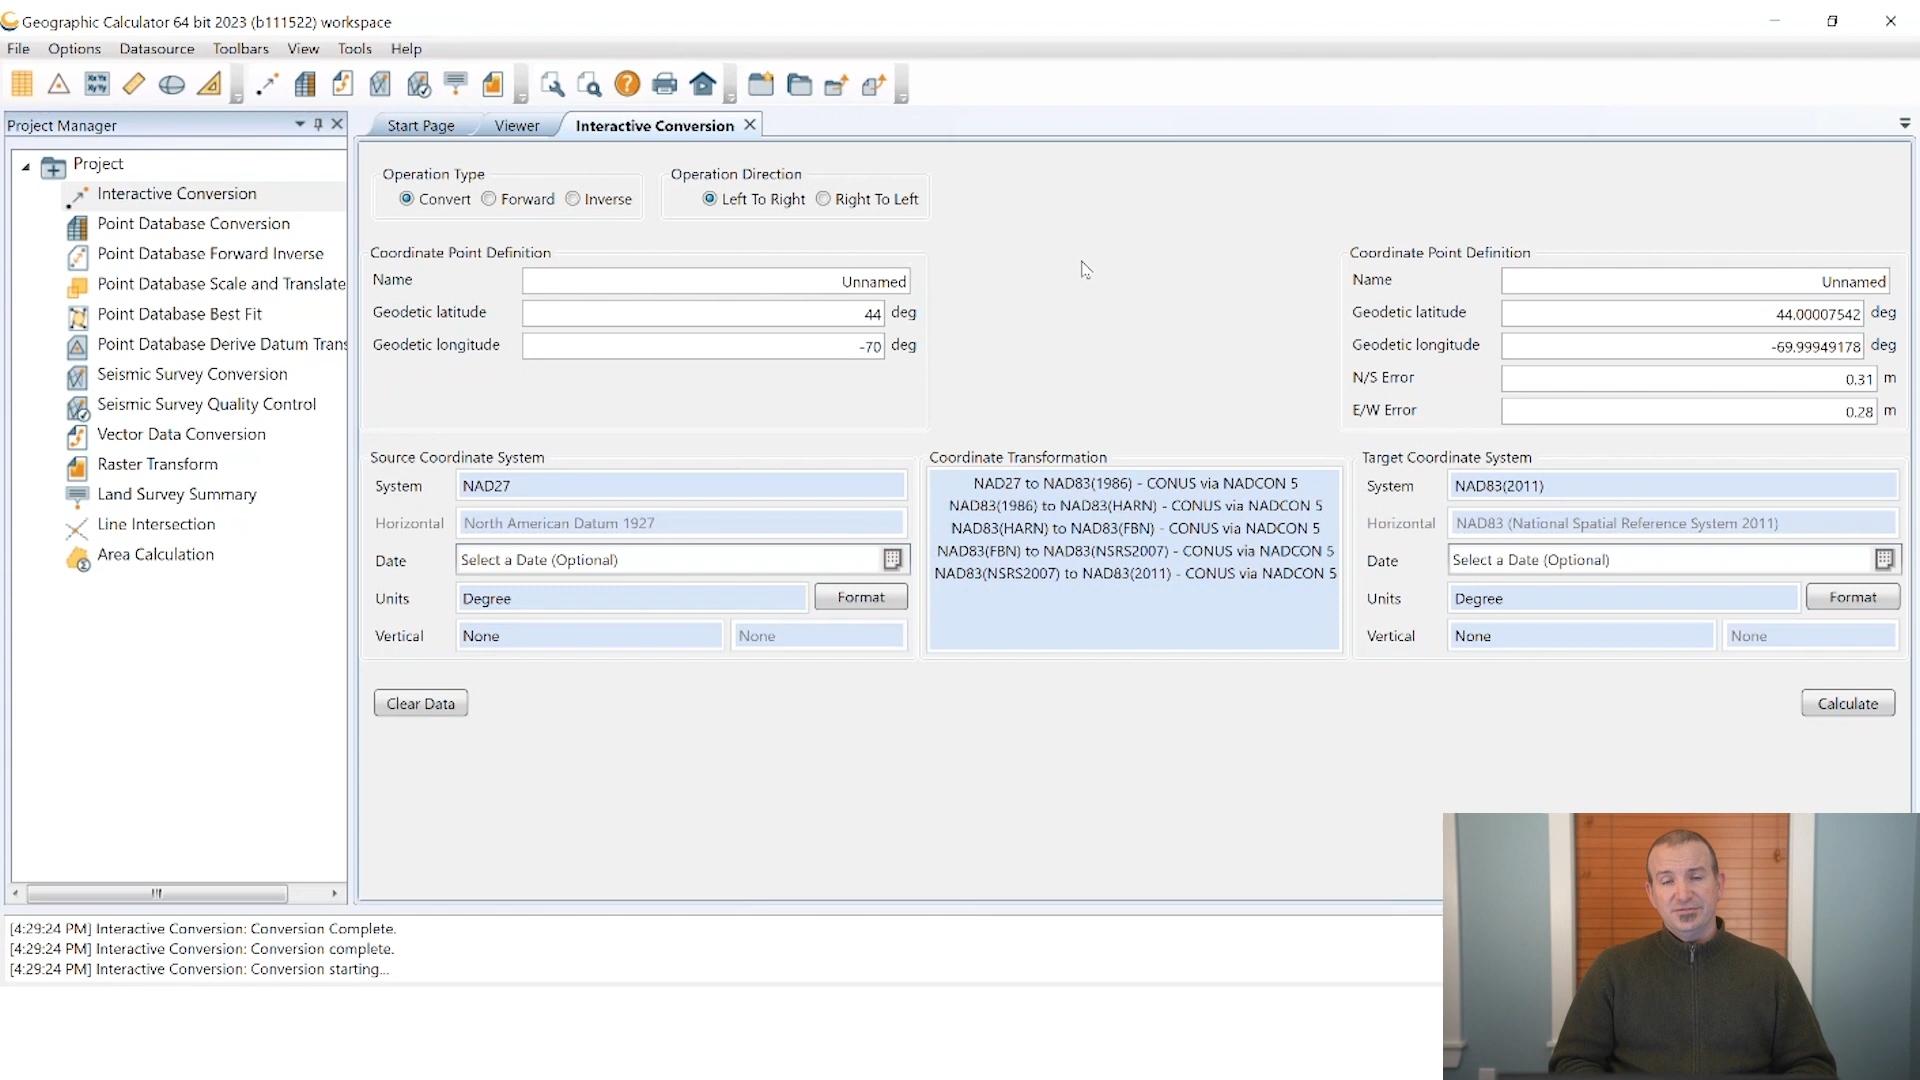 Geographic Calculator 64 bit 2023 (b111522) workspace
File Options Datasource Toolbars View Tools Help
Project Manager
Start Page Viewer Interactive Conversion
Project
Interactive Conversion
Point Database Conversion
Point Database Forward Inverse
Point Database Scale and Translate
Point Database Best Fit
Point Database Derive Datum Trans
Seismic Survey Conversion
Seismic Survey Quality Control
Vector Data Conversion
Raster Transform
Land Survey Summary
Line Intersection
Area Calculation
Operation Type
Convert Forward Inverse
Operation Direction
Left To Right Right To Left
Coordinate Point Definition
Name Unnamed
Geodetic latitude 44 deg
Geodetic longitude -70 deg
Coordinate Point Definition
Name Unnamed
Geodetic latitude 44.00007542 deg
Geodetic longitude -69.99949178 deg
N/S Error 0.31 m
E/W Error 0.28 m
Source Coordinate System
System NAD27
Horizontal North American Datum 1927
Date Select a Date (Optional)
Units Degree Format
Vertical None None
Coordinate Transformation
NAD27 to NAD83(1986) - CONUS via NADCON 5
NAD83(1986) to NAD83(HARN) - CONUS via NADCON 5
NAD83(HARN) to NAD83(FBN) - CONUS via NADCON 5
NAD83(FBN) to NAD83(NSRS2007) - CONUS via NADCON 5
NAD83(NSRS2007) to NAD83(2011) - CONUS via NADCON 5
Target Coordinate System
System NAD83(2011)
Horizontal NAD83 (National Spatial Reference System 2011)
Date Select a Date (Optional)
Units Degree Format
Vertical None None
Clear Data
Calculate
[4:29:24 PM] Interactive Conversion: Conversion Complete.
[4:29:24 PM] Interactive Conversion: Conversion complete.
[4:29:24 PM] Interactive Conversion: Conversion starting...